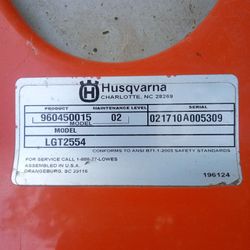 Husqvarna
CHARLOTTE, NC 28269
PRODUCT MAINTENANCE LEVEL SERIAL
960450015 02 021710A005309
MODEL
MODEL
LGT2554
FOR SERVICE CALL 1-888-77-LOWES CONFORMS TO ANSI B71.1-2003 SAFETY STANDARDS
ASSEMBLED IN U.S.A.
ORANGEBURG, SC 29116
196124